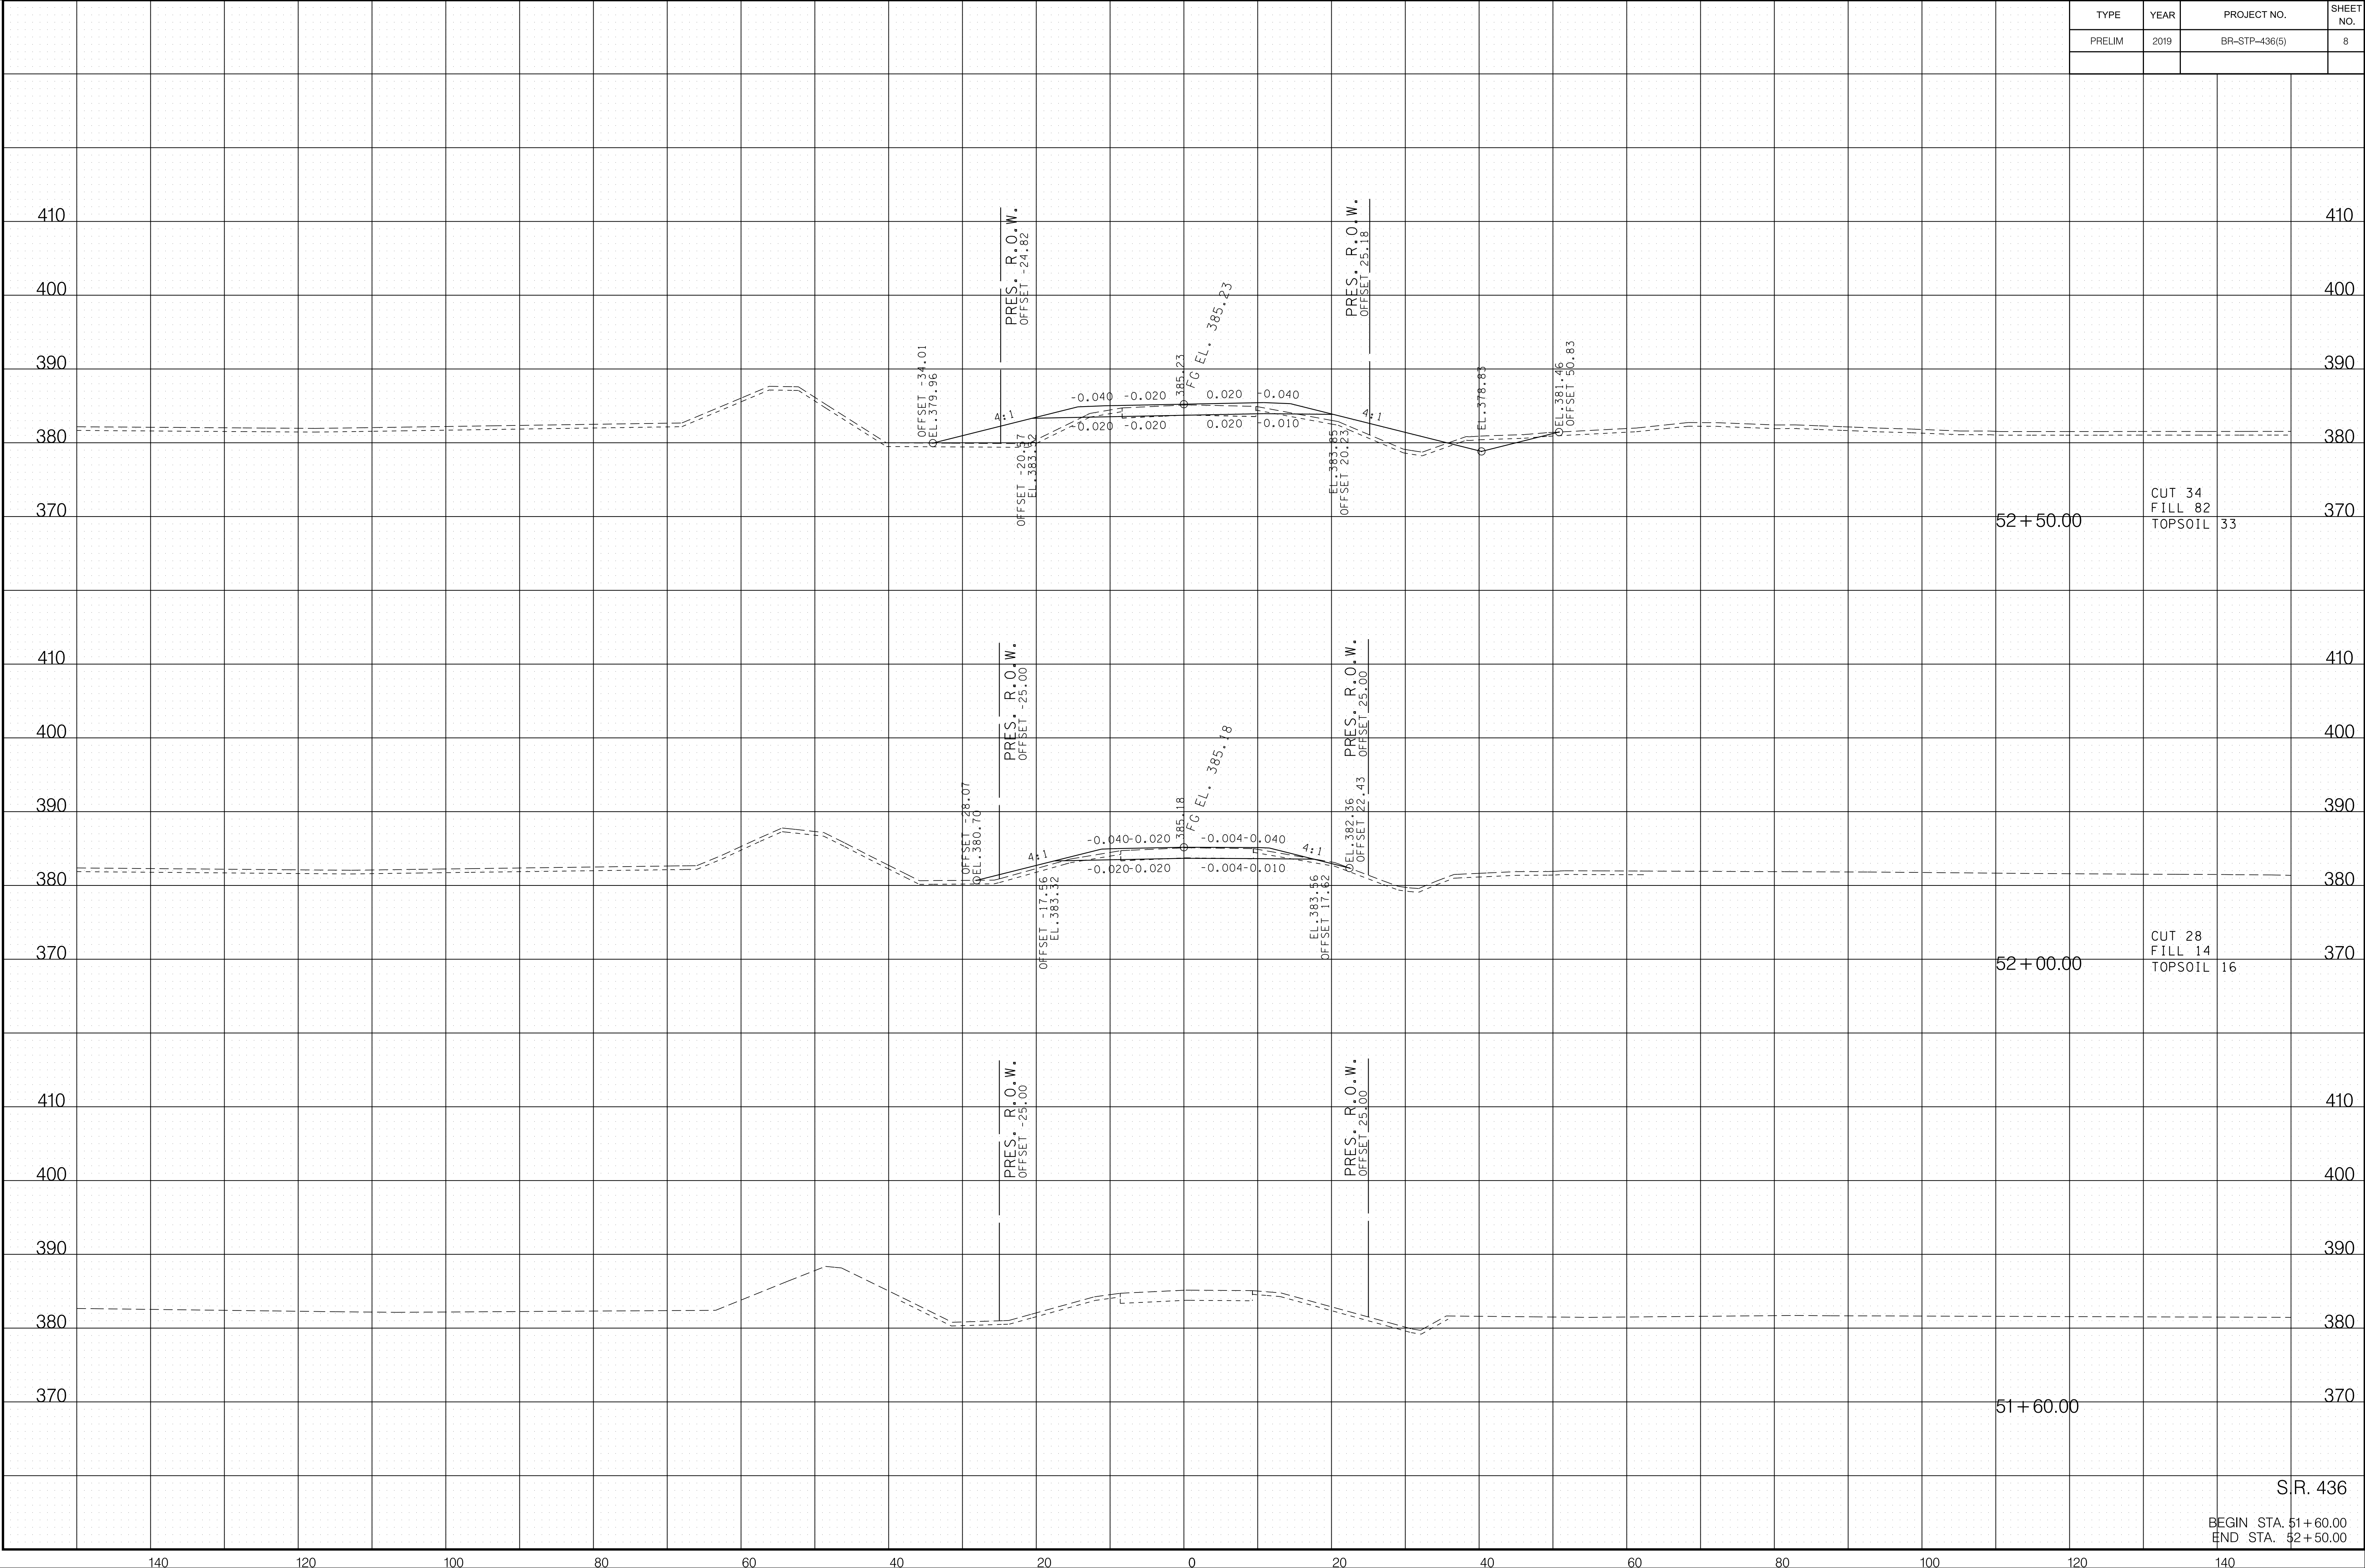 TYPE YEAR PROJECT NO. SHEET NO.
PRELIM 2019 BR–STP–436(5) 8
410 410
PRES. R.O.W.
OFFSET -24.82
PRES. R.O.W.
OFFSET 25.18
400 400
FG EL. 385.23
390 390
OFFSET -34.01
EL.379.96
385.23
EL.378.83
EL.381.46
OFFSET 50.83
-0.040 -0.020 0.020 -0.040
4:1 4:1
-0.020 -0.020 0.020 -0.010
380 380
OFFSET -20.57
EL.383.32
EL.383.85
OFFSET 20.23
370 370
52+50.00
CUT 34
FILL 82
TOPSOIL 33
410 410
PRES. R.O.W.
OFFSET -25.00
PRES. R.O.W.
OFFSET 25.00
400 400
FG EL. 385.18
390 390
OFFSET -28.07
EL.380.70
385.18
EL.382.36
OFFSET 22.43
-0.040 -0.020 -0.004 -0.040
4:1 4:1
-0.020 -0.020 -0.004 -0.010
380 380
OFFSET -17.56
EL.383.32
EL.383.56
OFFSET 17.62
370 370
52+00.00
CUT 28
FILL 14
TOPSOIL 16
410 410
PRES. R.O.W.
OFFSET -25.00
PRES. R.O.W.
OFFSET 25.00
400 400
390 390
380 380
370 370
51+60.00
S.R. 436
BEGIN STA. 51+60.00
END STA. 52+50.00
140 120 100 80 60 40 20 0 20 40 60 80 100 120 140